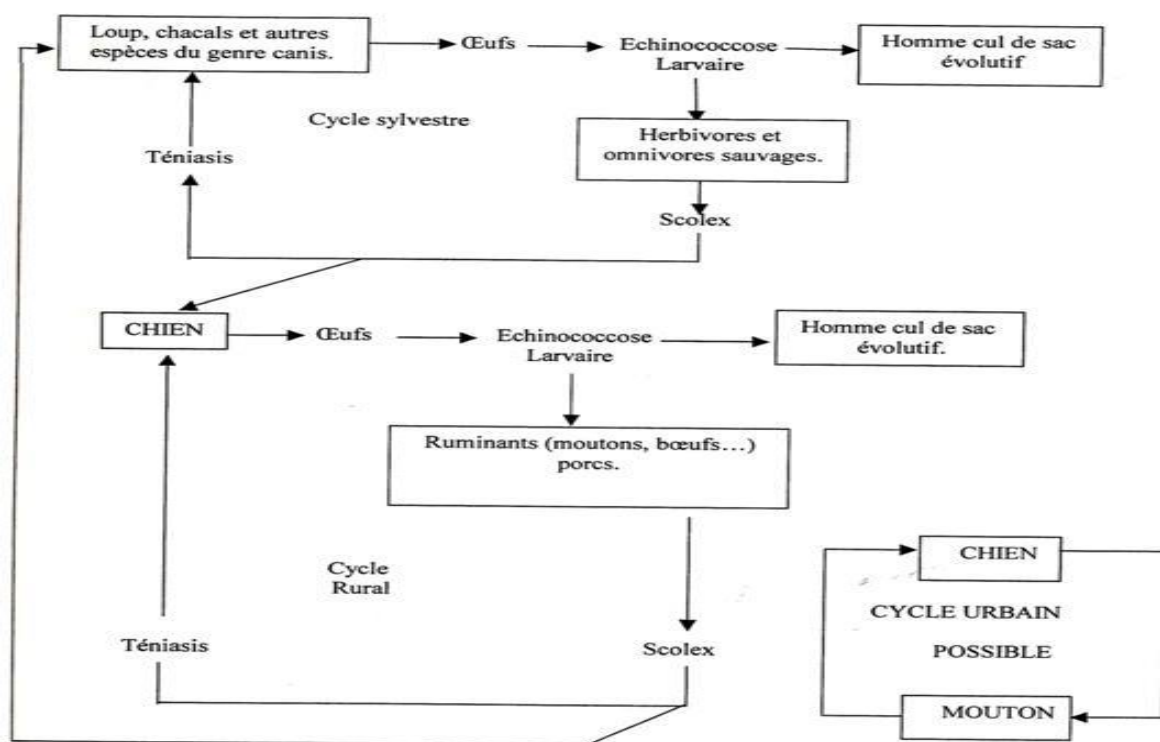 Loup, chacals et autres
espèces du genre canis.
Œufs
Echinococcose
Larvaire
Homme cul de sac
évolutif
Cycle sylvestre
Herbivores et
omnivores sauvages.
Téniasis
Scolex
CHIEN
Œufs
Echinococcose
Larvaire
Homme cul de sac
évolutif.
Ruminants (moutons, bœufs…)
porcs.
Cycle
Rural
Téniasis
Scolex
CHIEN
CYCLE URBAIN
POSSIBLE
MOUTON